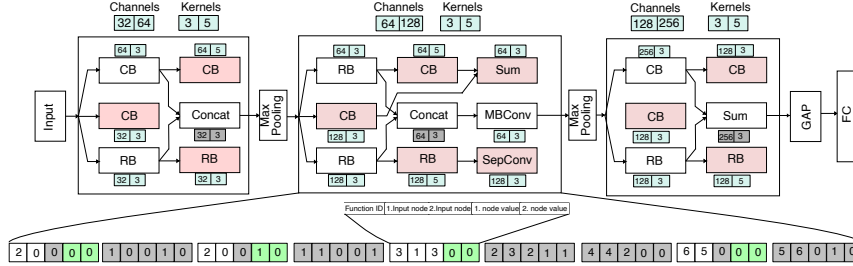 Channels Kernels
32 64 3 5
Channels Kernels
64 128 3 5
Channels Kernels
128 256 3 5
Input
64 3 64 5
CB CB
CB Concat
32 3 32 3
RB RB
32 3 32 3
Max Pooling
64 3 64 5 64 3
RB CB Sum
CB Concat MBConv
128 3 64 3 64 3
RB RB SepConv
128 3 128 5 128 3
Max Pooling
256 3 128 3
CB CB
CB Sum
128 3 256 3
RB RB
128 3 128 5
GAP
FC
Function ID 1.Input node 2.Input node 1. node value 2. node value
2 0 0 0 0 1 0 0 1 0 2 0 0 1 0 1 1 0 0 1 3 1 3 0 0 2 3 2 1 1 4 4 2 0 0 6 5 0 0 0 5 6 0 1 0